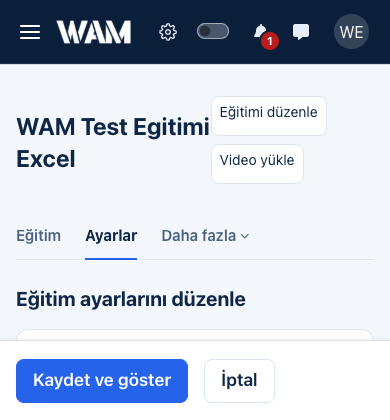 WAM
1
WE
WAM Test Egitimi
Excel
Eğitimi düzenle
Video yükle
Eğitim
Ayarlar
Daha fazla
Eğitim ayarlarını düzenle
Kaydet ve göster
İptal